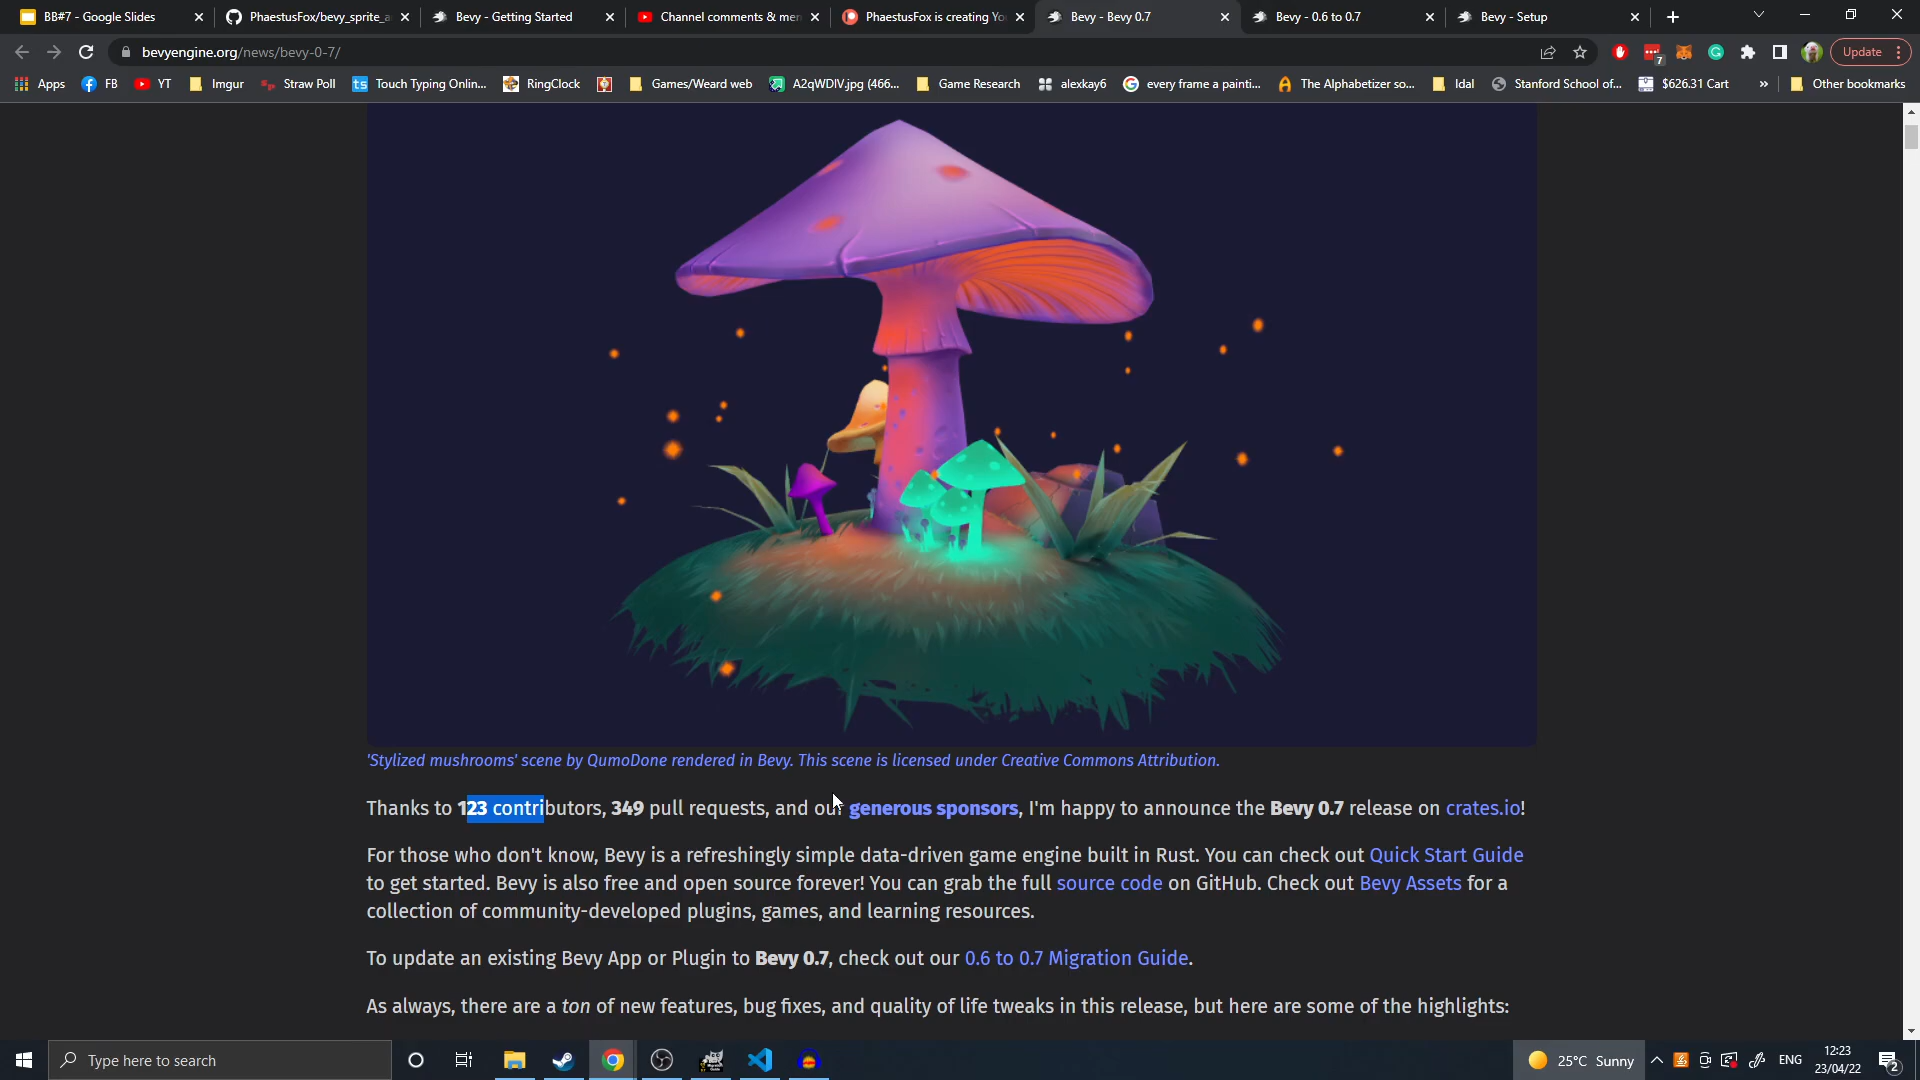 BB#7 - Google Slides
PhaestusFox/bevy_sprite_a
Bevy - Getting Started
Channel comments & men
PhaestusFox is creating Yo
Bevy - Bevy 0.7
Bevy - 0.6 to 0.7
Bevy - Setup
bevyengine.org/news/bevy-0-7/
7
Update
Apps
FB
YT
Imgur
Straw Poll
ts
Touch Typing Onlin...
RingClock
Games/Weard web
A2qWDIV.jpg (466...
Game Research
alexkay6
every frame a painti...
The Alphabetizer so...
Idal
Stanford School of...
$626.31 Cart
»
Other bookmarks
'Stylized mushrooms' scene by QumoDone rendered in Bevy. This scene is licensed under Creative Commons Attribution.
Thanks to 123 contributors, 349 pull requests, and our generous sponsors, I'm happy to announce the Bevy 0.7 release on crates.io!
For those who don't know, Bevy is a refreshingly simple data-driven game engine built in Rust. You can check out Quick Start Guide
to get started. Bevy is also free and open source forever! You can grab the full source code on GitHub. Check out Bevy Assets for a
collection of community-developed plugins, games, and learning resources.
To update an existing Bevy App or Plugin to Bevy 0.7, check out our 0.6 to 0.7 Migration Guide.
As always, there are a ton of new features, bug fixes, and quality of life tweaks in this release, but here are some of the highlights:
Type here to search
25°C Sunny
ENG
12:23
23/04/22
2